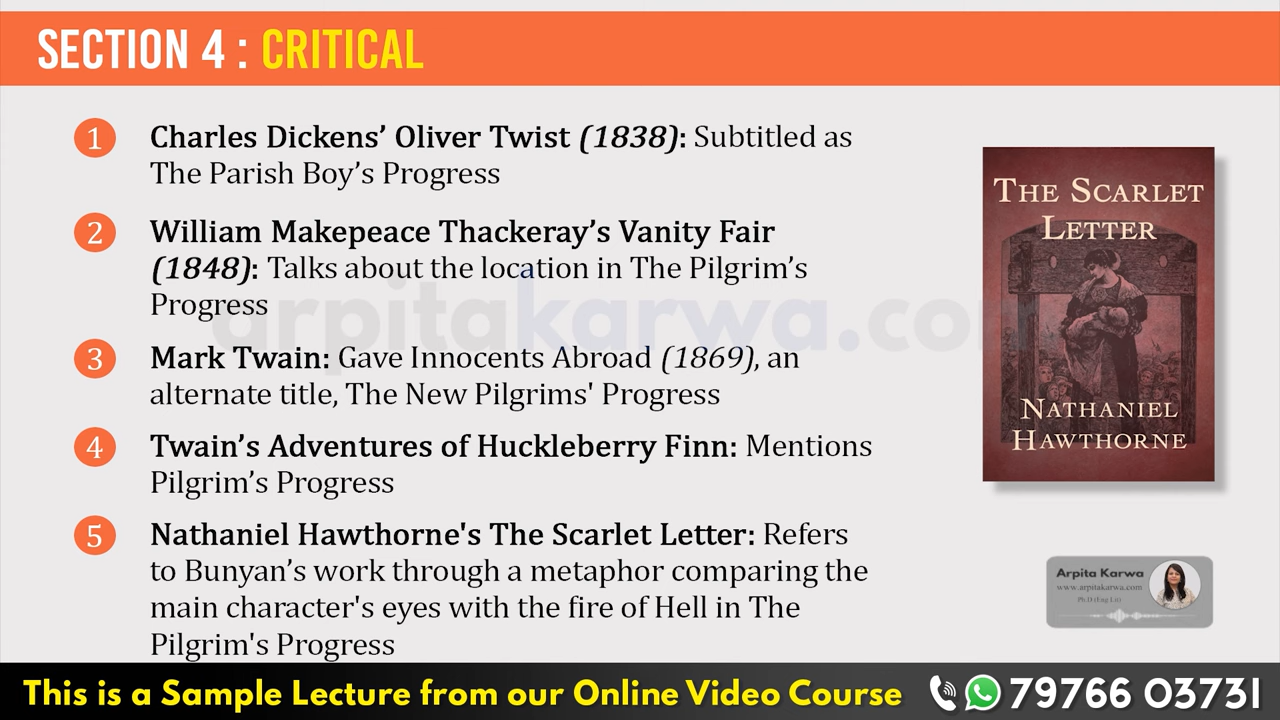 SECTION 4 : CRITICAL
1
Charles Dickens’ Oliver Twist (1838): Subtitled as
The Parish Boy’s Progress
2
William Makepeace Thackeray’s Vanity Fair
(1848): Talks about the location in The Pilgrim’s
Progress
3
Mark Twain: Gave Innocents Abroad (1869), an
alternate title, The New Pilgrims' Progress
4
Twain’s Adventures of Huckleberry Finn: Mentions
Pilgrim’s Progress
5
Nathaniel Hawthorne's The Scarlet Letter: Refers
to Bunyan’s work through a metaphor comparing the
main character's eyes with the fire of Hell in The
Pilgrim's Progress
arpitakarwa.com
THE SCARLET
LETTER
NATHANIEL
HAWTHORNE
Arpita Karwa
www.arpitakarwa.com
Ph.D (Eng Lit)
This is a Sample Lecture from our Online Video Course
79766 03731